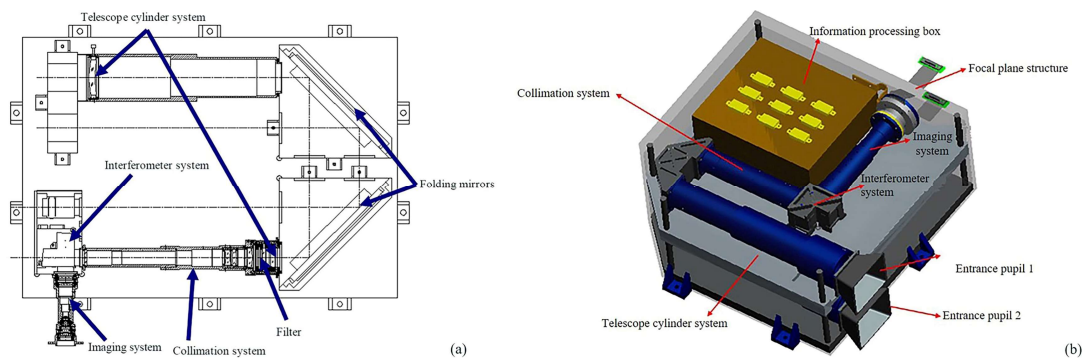 Telescope cylinder system
Interferometer system
Folding mirrors
Filter
Imaging system
Collimation system
(a)
Information processing box
Focal plane structure
Collimation system
Imaging
system
Interferometer
system
Entrance pupil 1
Entrance pupil 2
Telescope cylinder system
(b)